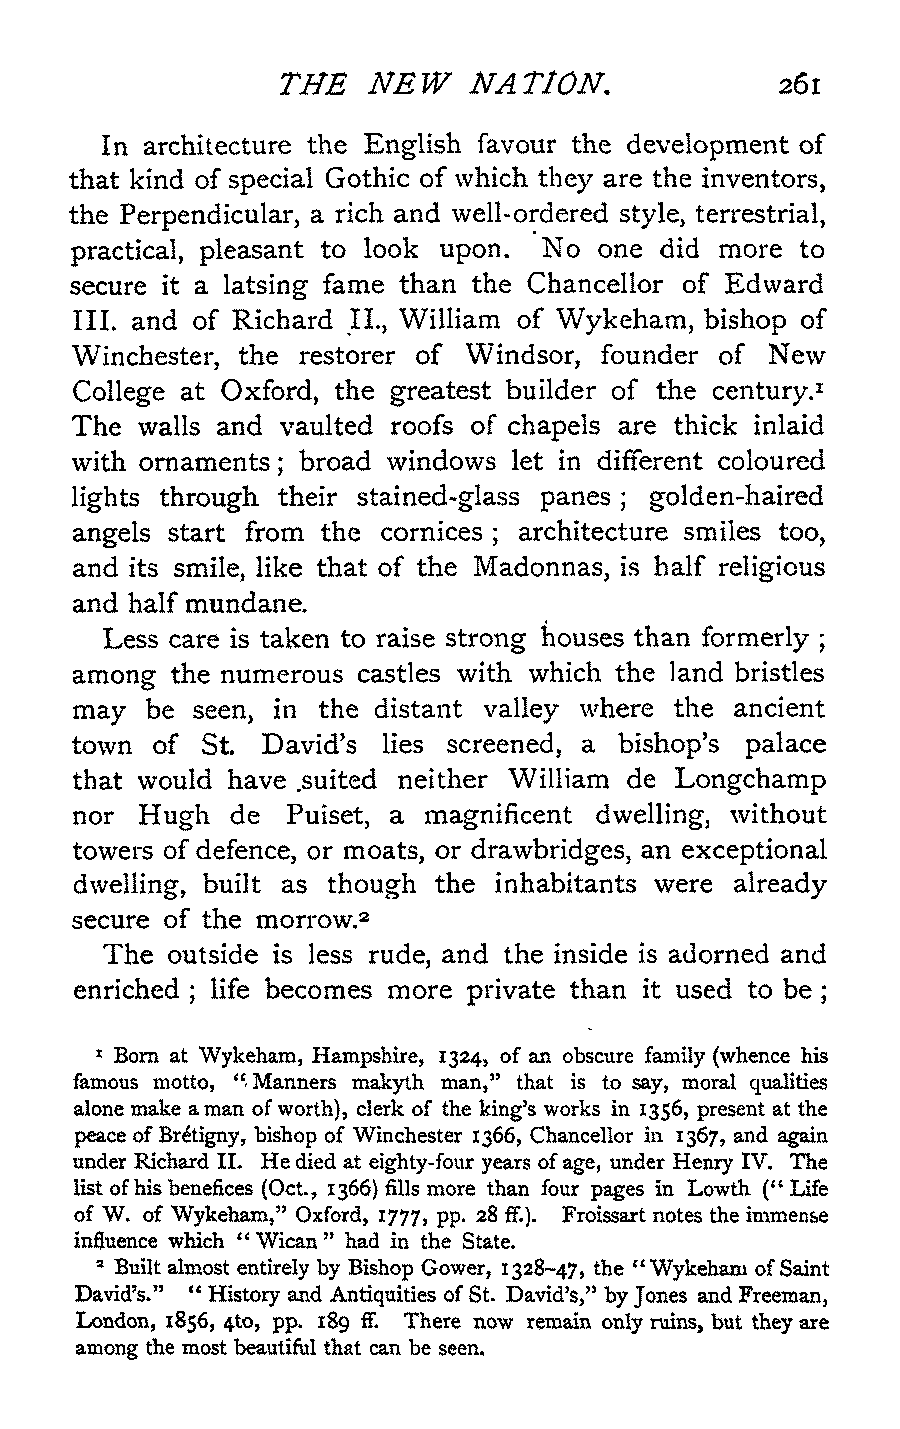 THE NEW NATION. 261
In architecture the English favour the development of
that kind of special Gothic of which they are the inventors,
the Perpendicular, a rich and well-ordered style, terrestrial,
practical, pleasant to look upon. No one did more to
secure it a latsing fame than the Chancellor of Edward
III. and of Richard II., William of Wykeham, bishop of
Winchester, the restorer of Windsor, founder of New
College at Oxford, the greatest builder of the century.¹
The walls and vaulted roofs of chapels are thick inlaid
with ornaments ; broad windows let in different coloured
lights through their stained-glass panes ; golden-haired
angels start from the cornices ; architecture smiles too,
and its smile, like that of the Madonnas, is half religious
and half mundane.
Less care is taken to raise strong houses than formerly ;
among the numerous castles with which the land bristles
may be seen, in the distant valley where the ancient
town of St. David's lies screened, a bishop's palace
that would have suited neither William de Longchamp
nor Hugh de Puiset, a magnificent dwelling, without
towers of defence, or moats, or drawbridges, an exceptional
dwelling, built as though the inhabitants were already
secure of the morrow.²
The outside is less rude, and the inside is adorned and
enriched ; life becomes more private than it used to be ;
¹ Born at Wykeham, Hampshire, 1324, of an obscure family (whence his
famous motto, “Manners makyth man,” that is to say, moral qualities
alone make a man of worth), clerk of the king's works in 1356, present at the
peace of Brétigny, bishop of Winchester 1366, Chancellor in 1367, and again
under Richard II. He died at eighty-four years of age, under Henry IV. The
list of his benefices (Oct., 1366) fills more than four pages in Lowth (“Life
of W. of Wykeham,” Oxford, 1777, pp. 28 ff.). Froissart notes the immense
influence which “Wican” had in the State.
² Built almost entirely by Bishop Gower, 1328–47, the “Wykeham of Saint
David's.” “History and Antiquities of St. David's,” by Jones and Freeman,
London, 1856, 4to, pp. 189 ff. There now remain only ruins, but they are
among the most beautiful that can be seen.